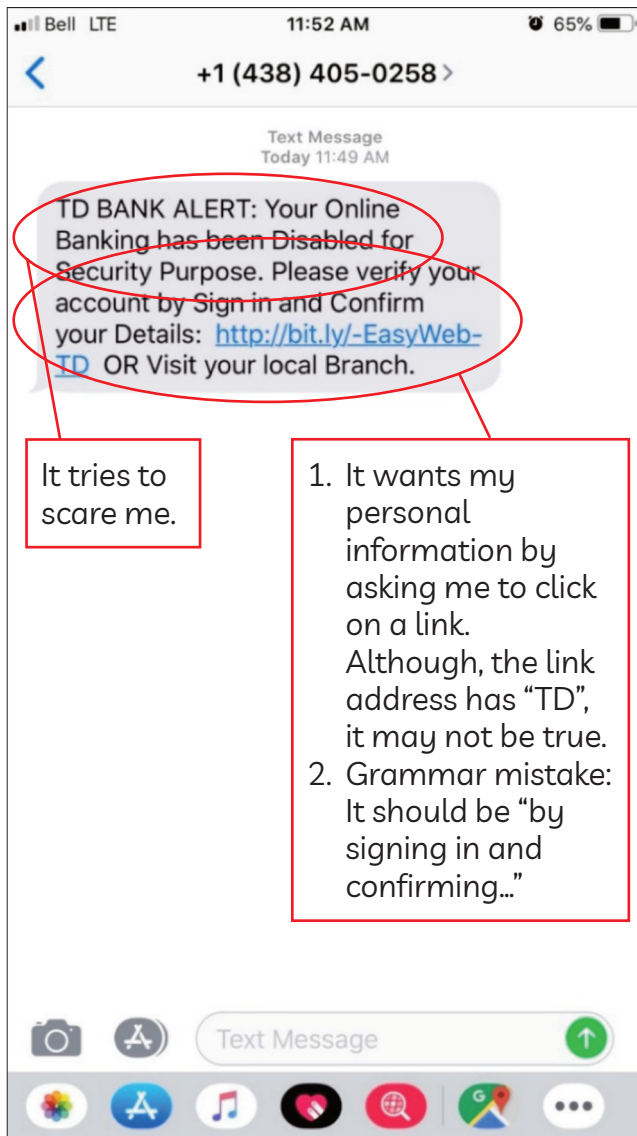 Bell LTE 11:52 AM 65%
+1 (438) 405-0258 >
Text Message
Today 11:49 AM
TD BANK ALERT: Your Online
Banking has been Disabled for
Security Purpose. Please verify your
account by Sign in and Confirm
your Details: http://bit.ly/-EasyWeb-
TD OR Visit your local Branch.
It tries to
scare me.
1. It wants my
personal
information by
asking me to click
on a link.
Although, the link
address has “TD”,
it may not be true.
2. Grammar mistake:
It should be “by
signing in and
confirming...”
Text Message
G